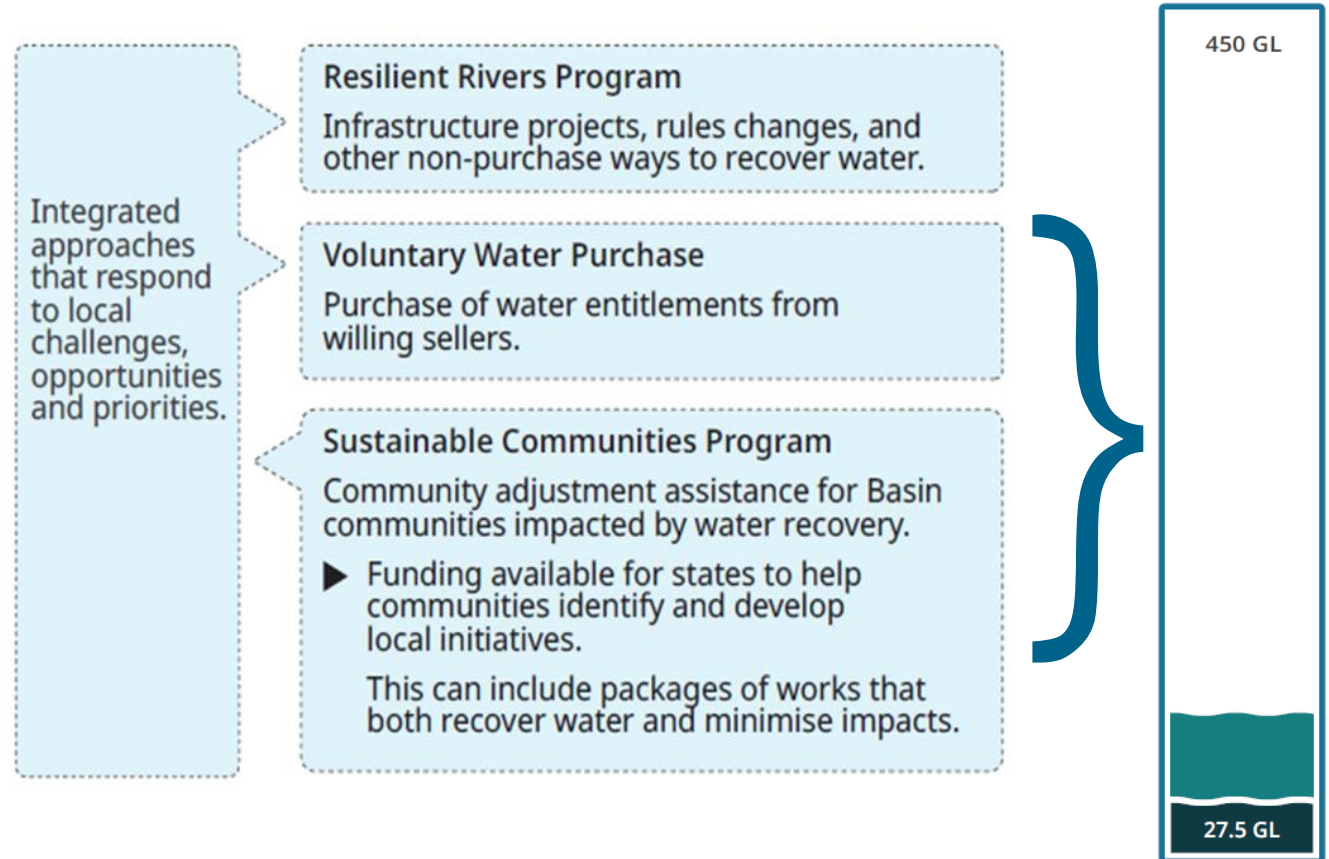 Integrated
approaches
that respond
to local
challenges,
opportunities
and priorities.
Resilient Rivers Program
Infrastructure projects, rules changes, and
other non-purchase ways to recover water.
Voluntary Water Purchase
Purchase of water entitlements from
willing sellers.
Sustainable Communities Program
Community adjustment assistance for Basin
communities impacted by water recovery.
Funding available for states to help
communities identify and develop
local initiatives.
This can include packages of works that
both recover water and minimise impacts.
450 GL
27.5 GL